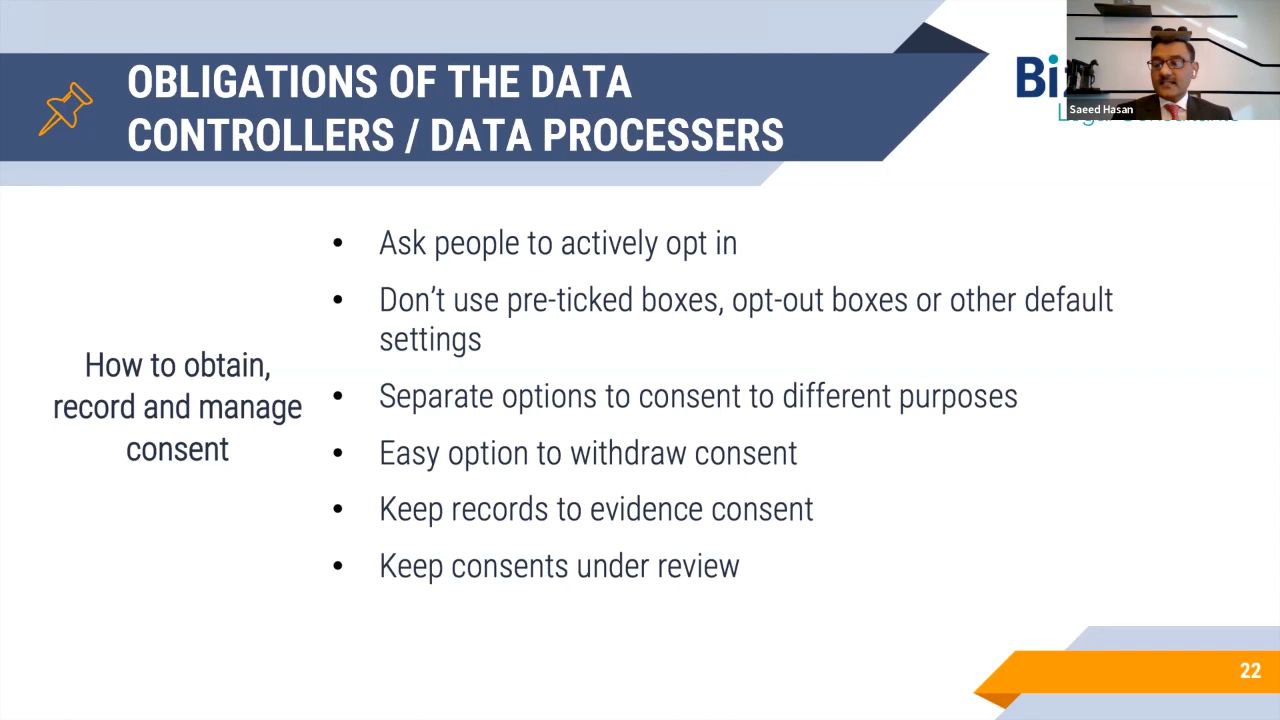 OBLIGATIONS OF THE DATA
CONTROLLERS / DATA PROCESSERS
Saeed Hasan
How to obtain,
record and manage
consent
• Ask people to actively opt in
• Don’t use pre-ticked boxes, opt-out boxes or other default
settings
• Separate options to consent to different purposes
• Easy option to withdraw consent
• Keep records to evidence consent
• Keep consents under review
22